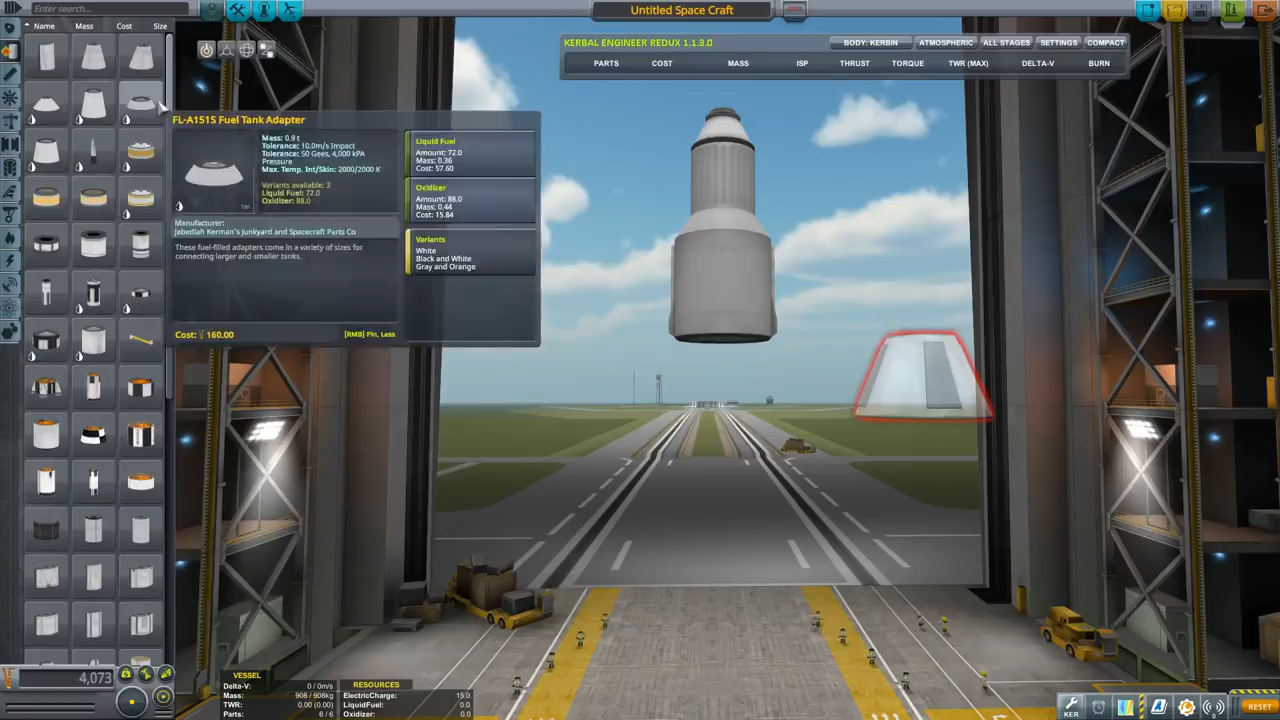 Enter search...
Untitled Space Craft
Name Mass Cost Size
KERBAL ENGINEER REDUX 1.1.3.0
BODY: KERBIN ATMOSPHERIC ALL STAGES SETTINGS COMPACT
PARTS COST MASS ISP THRUST TORQUE TWR (MAX) DELTA-V BURN
FL-A151S Fuel Tank Adapter
Mass: 0.9 t
Tolerance: 10.0m/s Impact
Tolerance: 50 Gees, 4,000 kPA
Pressure
Max. Temp. Int/Skin: 2000/2000 K
Variants available: 3
Liquid Fuel: 72.0
Oxidizer: 88.0
Manufacturer:
Jebediah Kerman's Junkyard and Spacecraft Parts Co
These fuel-filled adapters come in a variety of sizes for
connecting larger and smaller tanks.
Cost: 160.00 [RMB] Pin, Less
Liquid Fuel
Amount: 72.0
Mass: 0.36
Cost: 57.60
Oxidizer
Amount: 88.0
Mass: 0.44
Cost: 15.84
Variants
White
Black and White
Gray and Orange
4,073
VESSEL
Delta-V: 0 / 0m/s
Mass: 908 / 908kg
TWR: 0.00 (0.00)
Parts: 6 / 6
RESOURCES
ElectricCharge: 15.0
LiquidFuel: 0.0
Oxidizer: 0.0
KER
RESET